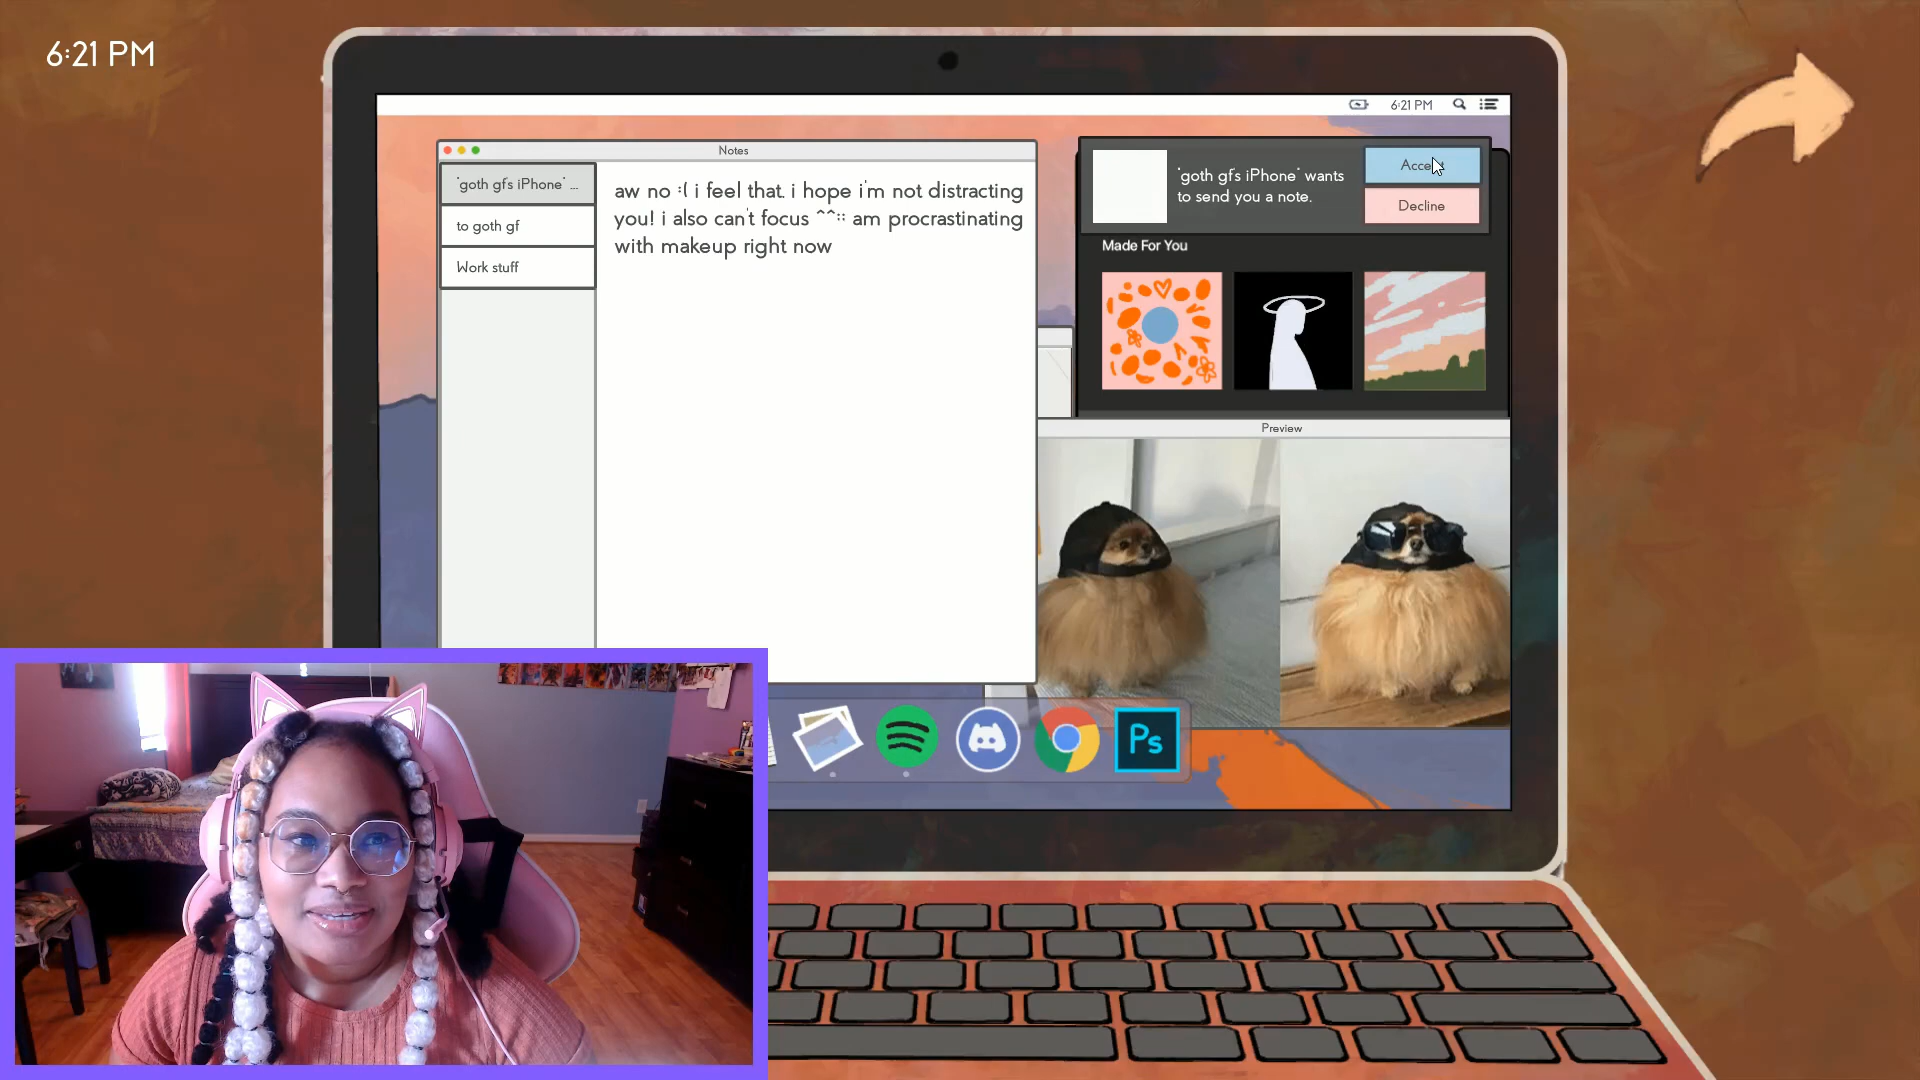 6:21 PM
6:21 PM
Notes
"goth gf's iPhone" ...
to goth gf
Work stuff
aw no :( i feel that. i hope i'm not distracting
you! i also can't focus ^^;; am procrastinating
with makeup right now
"goth gf's iPhone" wants
to send you a note.
Accept
Decline
Made For You
Preview
Ps